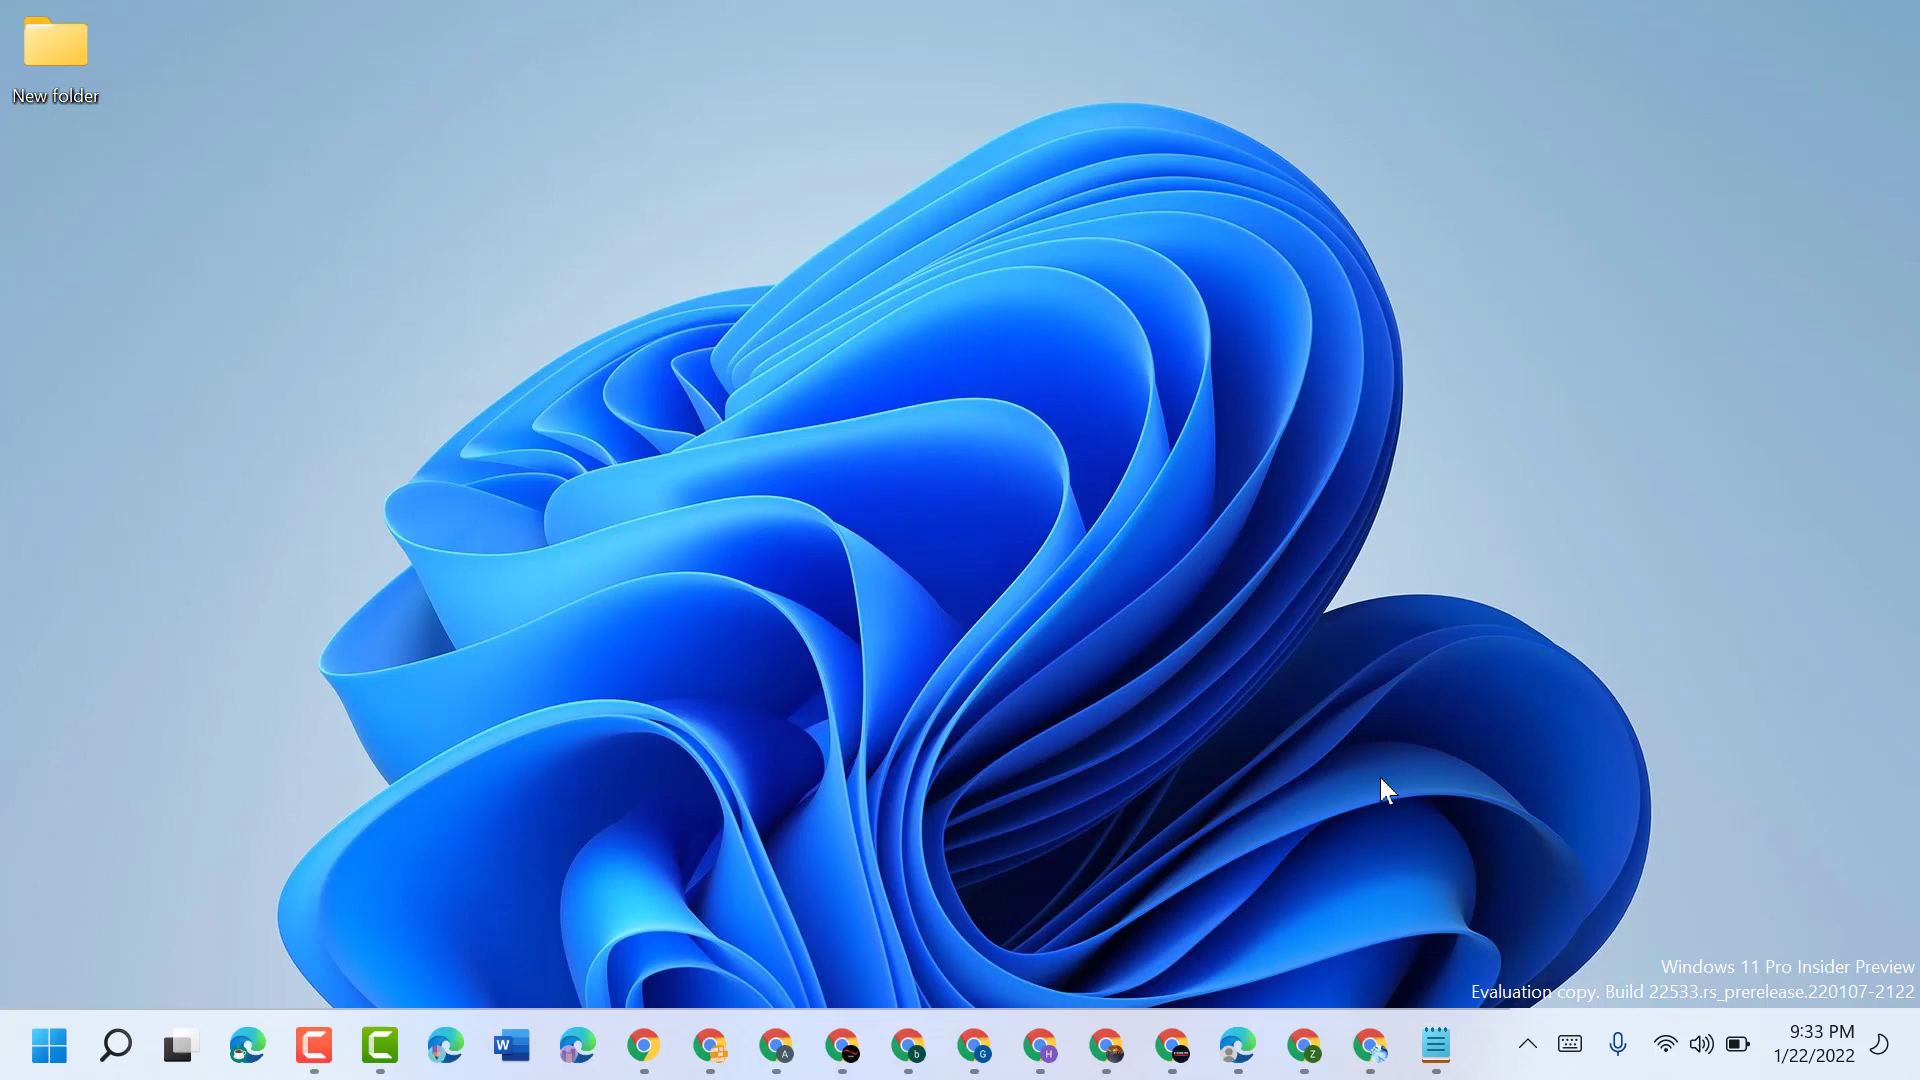 New folder
Windows 11 Pro Insider Preview
Evaluation copy. Build 22533.rs_prerelease.220107-2122
W
A
b
G
H
Z
9:33 PM
1/22/2022